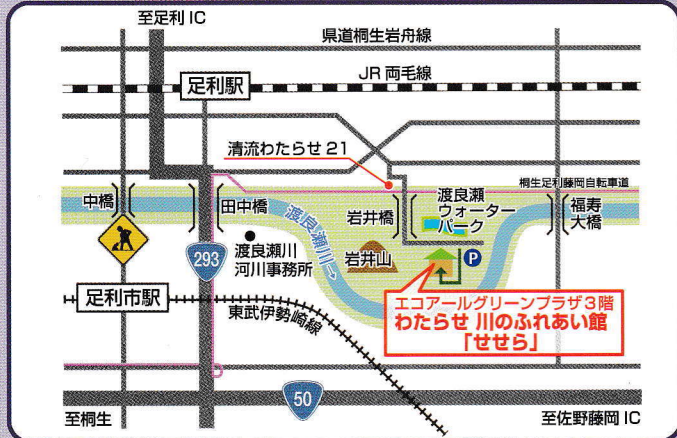 至足利IC
県道桐生岩舟線
JR両毛線
足利駅
清流わたらせ21
桐生足利藤岡自転車道
中橋
田中橋
渡良瀬川→
岩井橋
渡良瀬
ウォーター
パーク
福寿
大橋
293
渡良瀬川
河川事務所
岩井山
P
足利市駅
東武伊勢崎線
エコアールグリーンプラザ3階
わたらせ 川のふれあい館
「せせら」
50
至桐生
至佐野藤岡IC